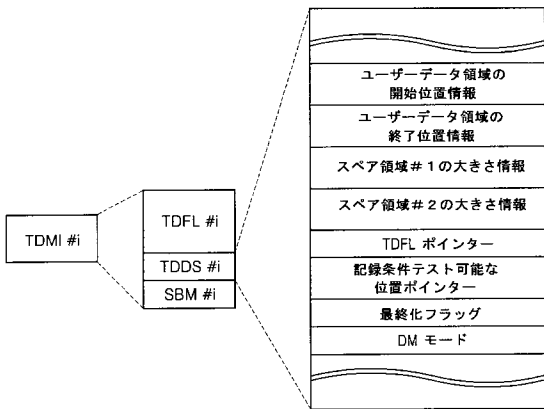 TDMI #i
TDFL #i
TDDS #i
SBM #i
ユーザーデータ領域の
開始位置情報
ユーザーデータ領域の
終了位置情報
スペア領域#1の大きさ情報
スペア領域#2の大きさ情報
TDFL ポインター
記録条件テスト可能な
位置ポインター
最終化フラッグ
DM モード